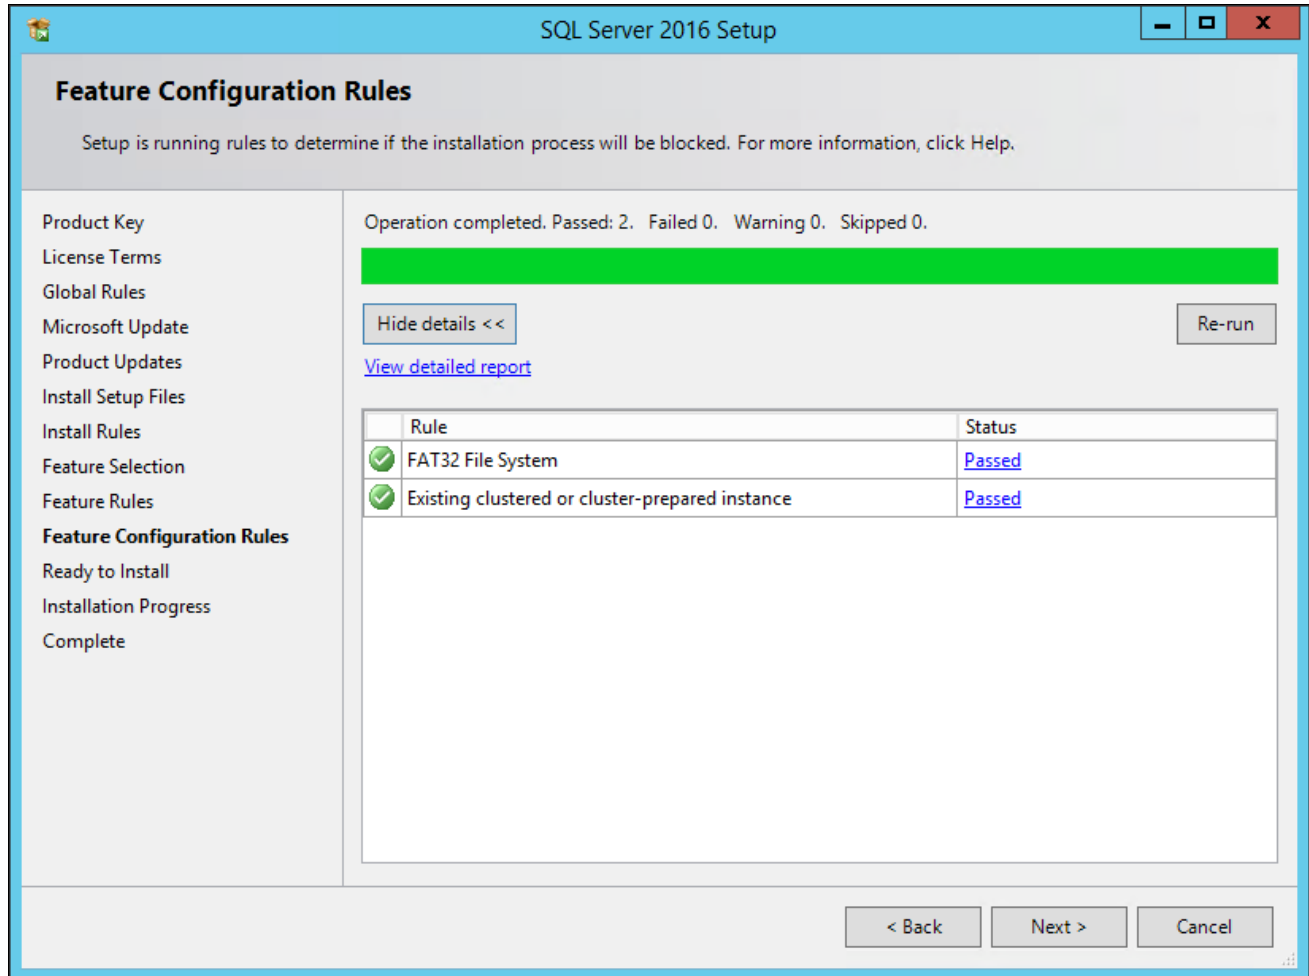 SQL Server 2016 Setup
Feature Configuration Rules
Setup is running rules to determine if the installation process will be blocked. For more information, click Help.
Product Key
License Terms
Global Rules
Microsoft Update
Product Updates
Install Setup Files
Install Rules
Feature Selection
Feature Rules
Feature Configuration Rules
Ready to Install
Installation Progress
Complete
Operation completed. Passed: 2. Failed 0. Warning 0. Skipped 0.
Hide details <<
Re-run
View detailed report
Rule Status
FAT32 File System Passed
Existing clustered or cluster-prepared instance Passed
< Back Next > Cancel